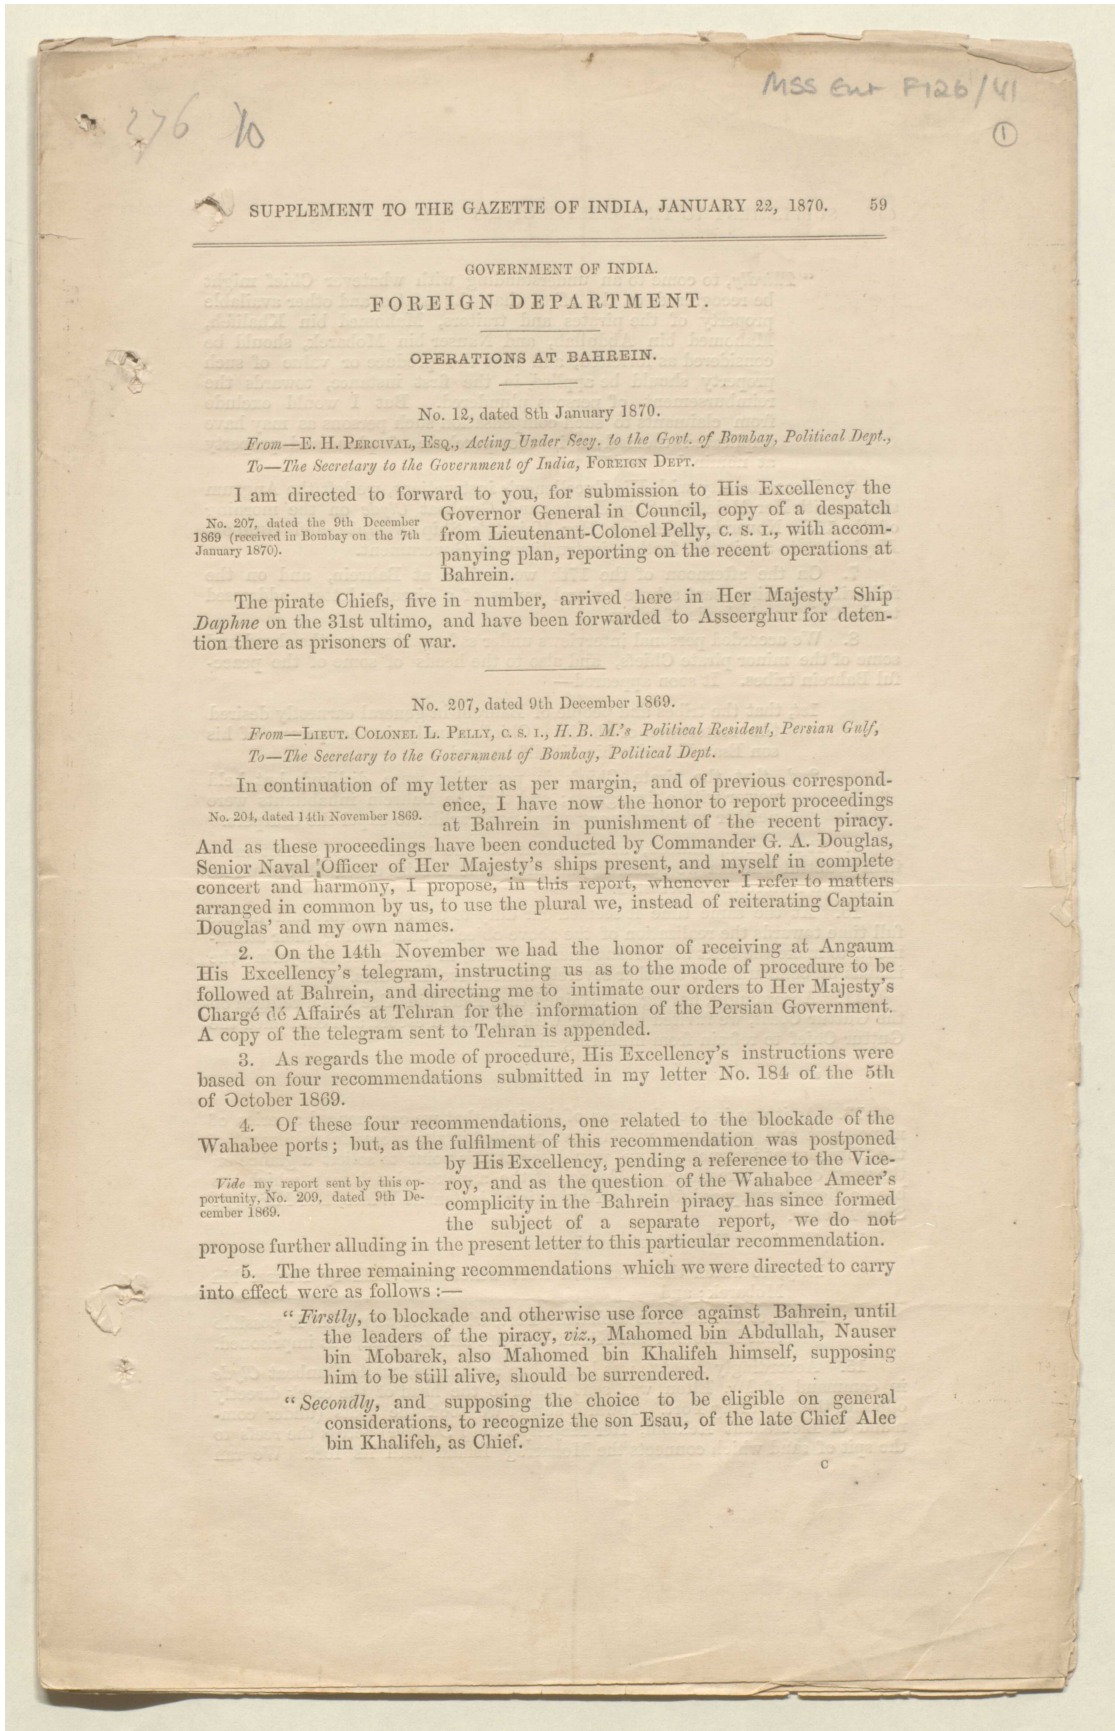 MSS Eur F126/41
①
276 10
SUPPLEMENT TO THE GAZETTE OF INDIA, JANUARY 22, 1870. 59
GOVERNMENT OF INDIA.
FOREIGN DEPARTMENT.
OPERATIONS AT BAHREIN.
No. 12, dated 8th January 1870.
From—E. H. PERCIVAL, ESQ., Acting Under Secy. to the Govt. of Bombay, Political Dept.,
To—The Secretary to the Government of India, FOREIGN DEPT.
I am directed to forward to you, for submission to His Excellency the
Governor General in Council, copy of a despatch
from Lieutenant-Colonel Pelly, C. S. I., with accom-
panying plan, reporting on the recent operations at
Bahrein.
No. 207, dated the 9th December
1869 (received in Bombay on the 7th
January 1870).
The pirate Chiefs, five in number, arrived here in Her Majesty' Ship
Daphne on the 31st ultimo, and have been forwarded to Asseerghur for deten-
tion there as prisoners of war.
No. 207, dated 9th December 1869.
From—LIEUT. COLONEL L. PELLY, C. S. I., H. B. M.'s Political Resident, Persian Gulf,
To—The Secretary to the Government of Bombay, Political Dept.
In continuation of my letter as per margin, and of previous correspond-
ence, I have now the honor to report proceedings
No. 204, dated 14th November 1869.
at Bahrein in punishment of the recent piracy.
And as these proceedings have been conducted by Commander G. A. Douglas,
Senior Naval Officer of Her Majesty's ships present, and myself in complete
concert and harmony, I propose, in this report, whenever I refer to matters
arranged in common by us, to use the plural we, instead of reiterating Captain
Douglas' and my own names.
2. On the 14th November we had the honor of receiving at Angaum
His Excellency's telegram, instructing us as to the mode of procedure to be
followed at Bahrein, and directing me to intimate our orders to Her Majesty's
Chargé dé Affairés at Tehran for the information of the Persian Government.
A copy of the telegram sent to Tehran is appended.
3. As regards the mode of procedure, His Excellency's instructions were
based on four recommendations submitted in my letter No. 184 of the 5th
of October 1869.
4. Of these four recommendations, one related to the blockade of the
Wahabee ports; but, as the fulfilment of this recommendation was postponed
by His Excellency, pending a reference to the Vice-
roy, and as the question of the Wahabee Ameer's
complicity in the Bahrein piracy has since formed
the subject of a separate report, we do not
Vide my report sent by this op-
portunity, No. 209, dated 9th De-
cember 1869.
propose further alluding in the present letter to this particular recommendation.
5. The three remaining recommendations which we were directed to carry
into effect were as follows :—
“ Firstly, to blockade and otherwise use force against Bahrein, until
the leaders of the piracy, viz., Mahomed bin Abdullah, Nauser
bin Mobarek, also Mahomed bin Khalifeh himself, supposing
him to be still alive, should be surrendered.
“ Secondly, and supposing the choice to be eligible on general
considerations, to recognize the son Esau, of the late Chief Alee
bin Khalifeh, as Chief.
C